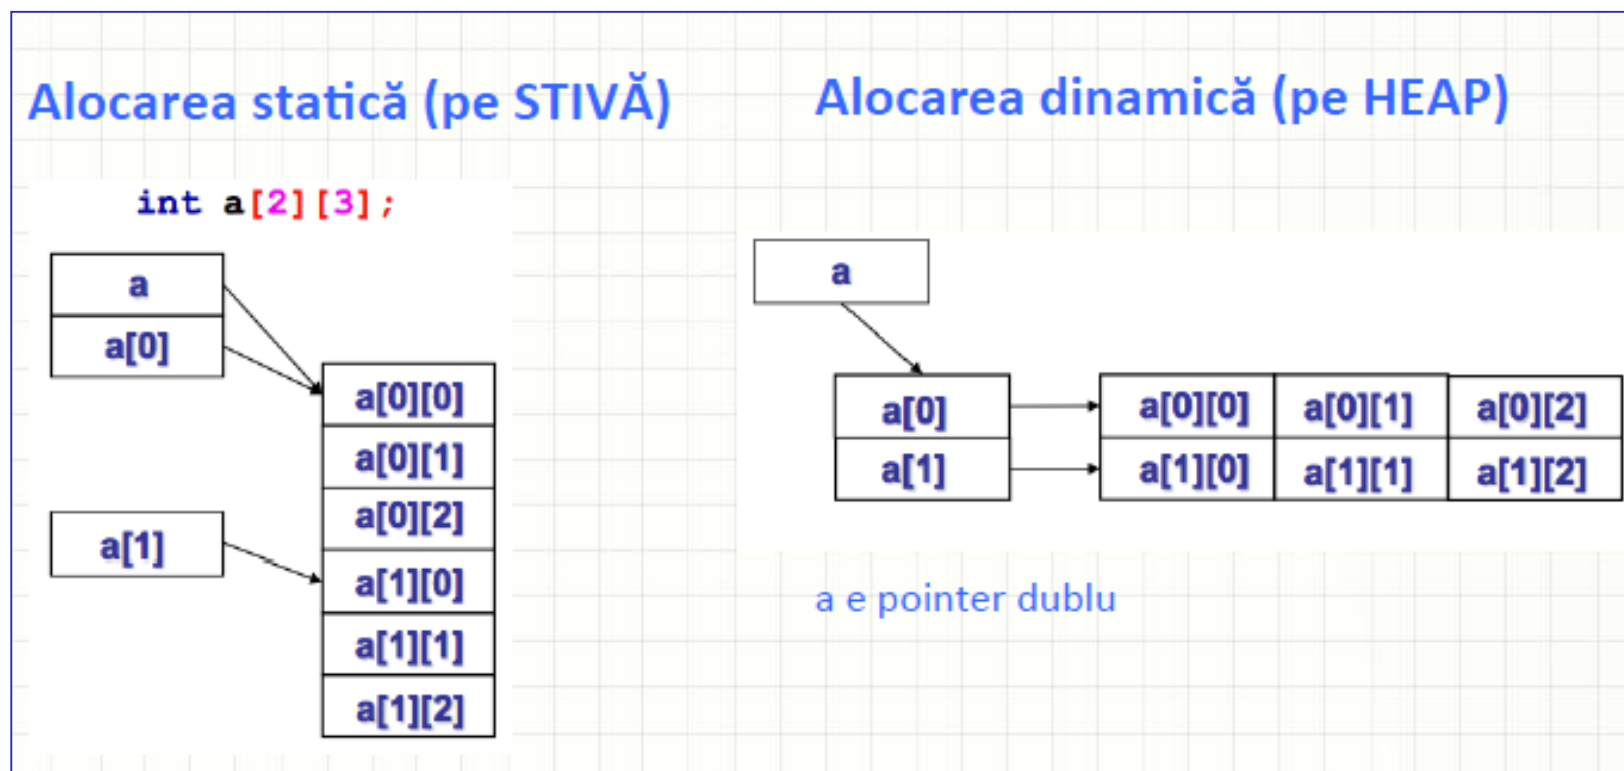 Alocarea statică (pe STIVĂ)
int a[2][3];
a
a[0]
a[1]
a[0][0]
a[0][1]
a[0][2]
a[1][0]
a[1][1]
a[1][2]
Alocarea dinamică (pe HEAP)
a
a[0] a[0][0] a[0][1] a[0][2]
a[1] a[1][0] a[1][1] a[1][2]
a e pointer dublu